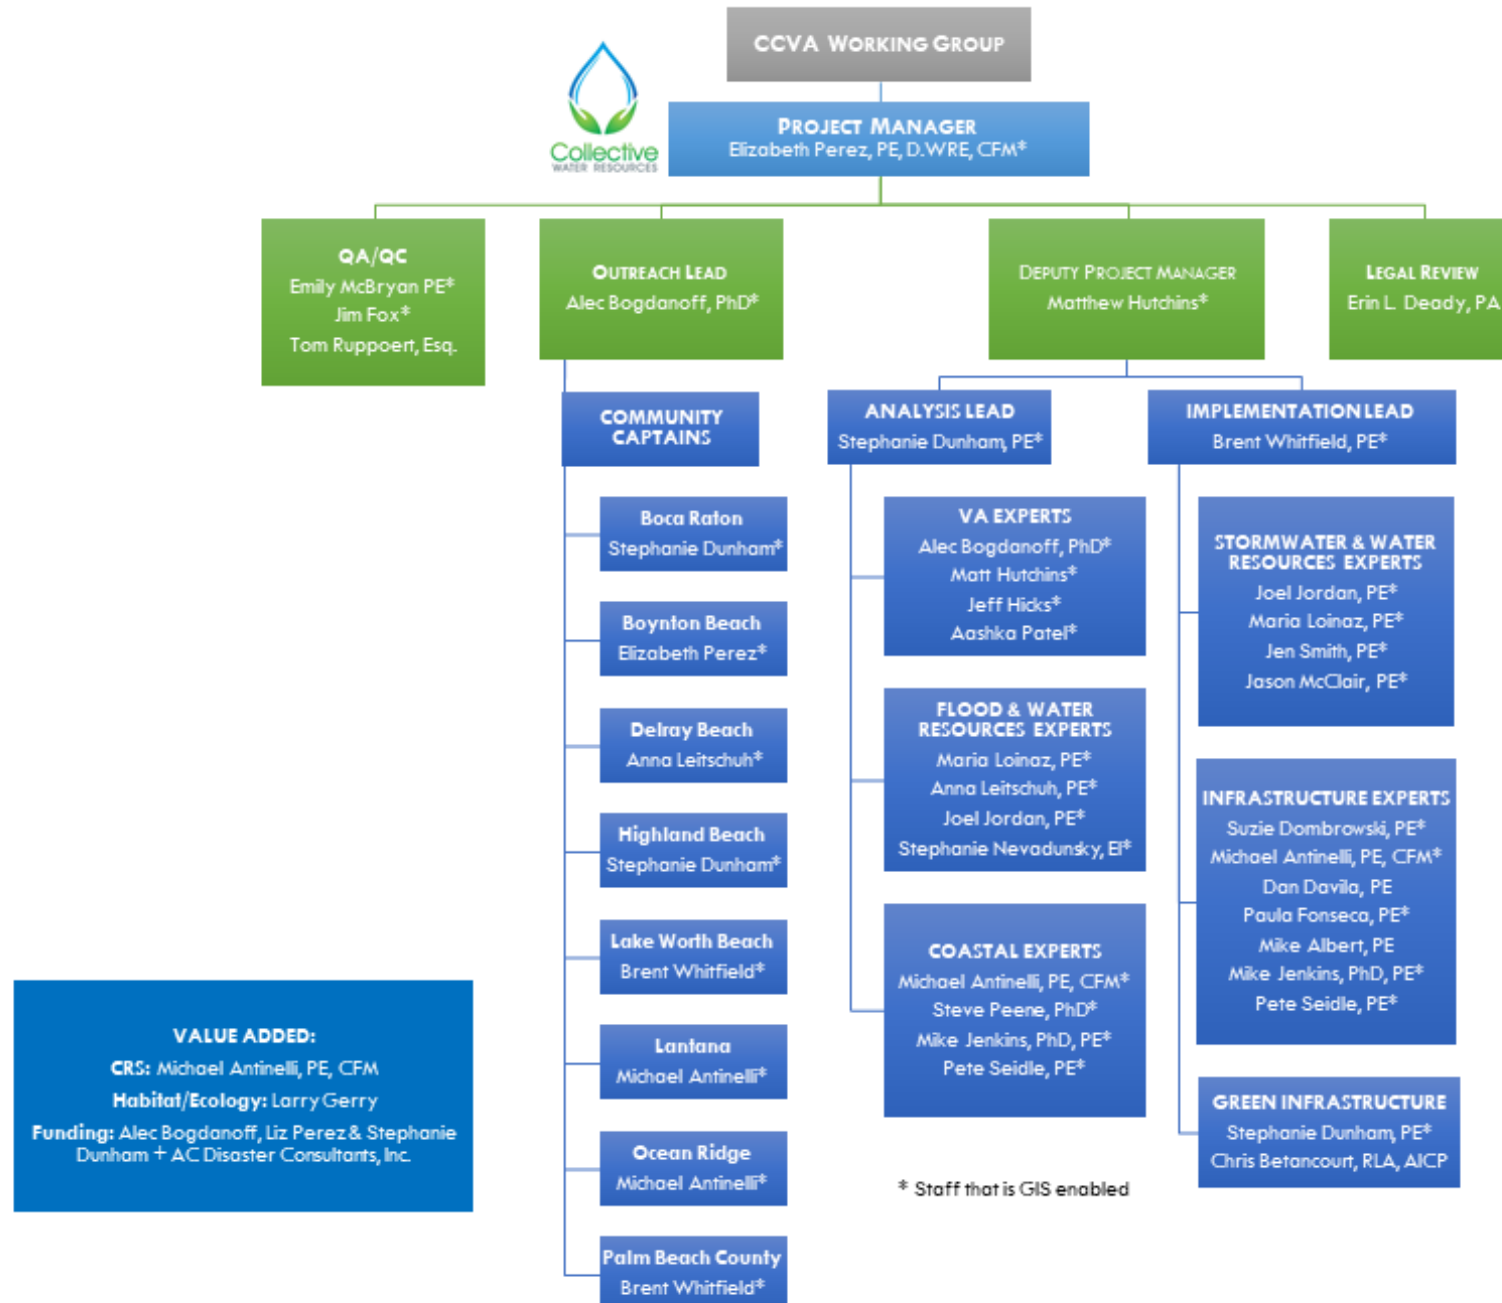 CCVA WORKING GROUP
Collective
WATER RESOURCES
PROJECT MANAGER
Elizabeth Perez, PE, D.WRE, CFM*
QA/QC
Emily McBryan PE*
Jim Fox*
Tom Ruppoert, Esq.
OUTREACH LEAD
Alec Bogdanoff, PhD*
DEPUTY PROJECT MANAGER
Matthew Hutchins*
LEGAL REVIEW
Erin L. Deady, PA
COMMUNITY
CAPTAINS
Boca Raton
Stephanie Dunham*
Boynton Beach
Elizabeth Perez*
Delray Beach
Anna Leitschuh*
Highland Beach
Stephanie Dunham*
Lake Worth Beach
Brent Whitfield*
Lantana
Michael Antinelli*
Ocean Ridge
Michael Antinelli*
Palm Beach County
Brent Whitfield*
ANALYSIS LEAD
Stephanie Dunham, PE*
VA EXPERTS
Alec Bogdanoff, PhD*
Matt Hutchins*
Jeff Hicks*
Aashka Patel*
FLOOD & WATER
RESOURCES EXPERTS
Maria Loinaz, PE*
Anna Leitschuh, PE*
Joel Jordan, PE*
Stephanie Nevadunsky, EI*
COASTAL EXPERTS
Michael Antinelli, PE, CFM*
Steve Peene, PhD*
Mike Jenkins, PhD, PE*
Pete Seidle, PE*
IMPLEMENTATION LEAD
Brent Whitfield, PE*
STORMWATER & WATER
RESOURCES EXPERTS
Joel Jordan, PE*
Maria Loinaz, PE*
Jen Smith, PE*
Jason McClair, PE*
INFRASTRUCTURE EXPERTS
Suzie Dombrowski, PE*
Michael Antinelli, PE, CFM*
Dan Davila, PE
Paula Fonseca, PE*
Mike Albert, PE
Mike Jenkins, PhD, PE*
Pete Seidle, PE*
GREEN INFRASTRUCTURE
Stephanie Dunham, PE*
Chris Betancourt, RLA, AICP
* Staff that is GIS enabled
VALUE ADDED:
CRS: Michael Antinelli, PE, CFM
Habitat/Ecology: Larry Gerry
Funding: Alec Bogdanoff, Liz Perez & Stephanie
Dunham + AC Disaster Consultants, Inc.